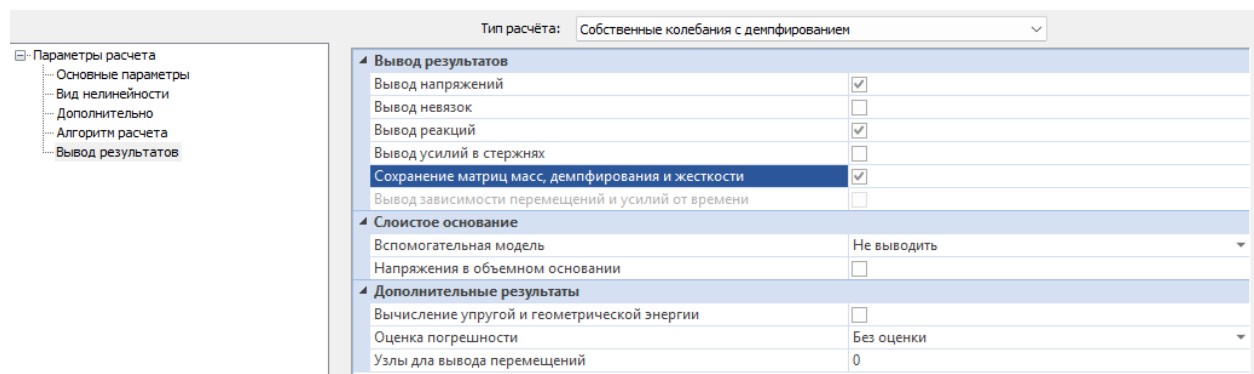 Тип расчёта: Собственные колебания с демпфированием
Параметры расчета
Основные параметры
Вид нелинейности
Дополнительно
Алгоритм расчета
Вывод результатов
Вывод результатов
Вывод напряжений
Вывод невязок
Вывод реакций
Вывод усилий в стержнях
Сохранение матриц масс, демпфирования и жесткости
Вывод зависимости перемещений и усилий от времени
Слоистое основание
Вспомогательная модель Не выводить
Напряжения в объемном основании
Дополнительные результаты
Вычисление упругой и геометрической энергии
Оценка погрешности Без оценки
Узлы для вывода перемещений 0